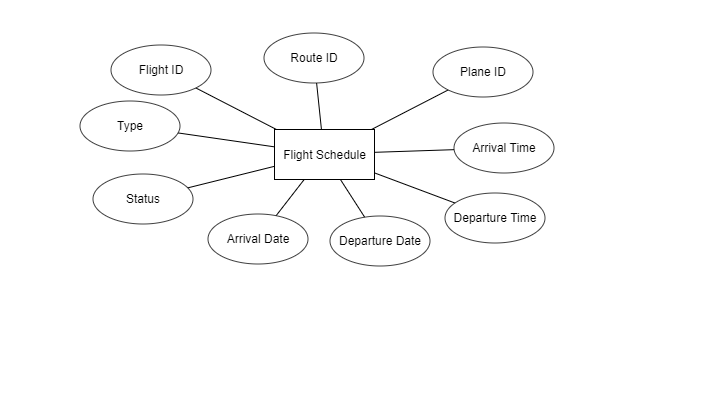 Route ID
Flight ID
Plane ID
Type
Arrival Time
Flight Schedule
Status
Departure Time
Arrival Date
Departure Date